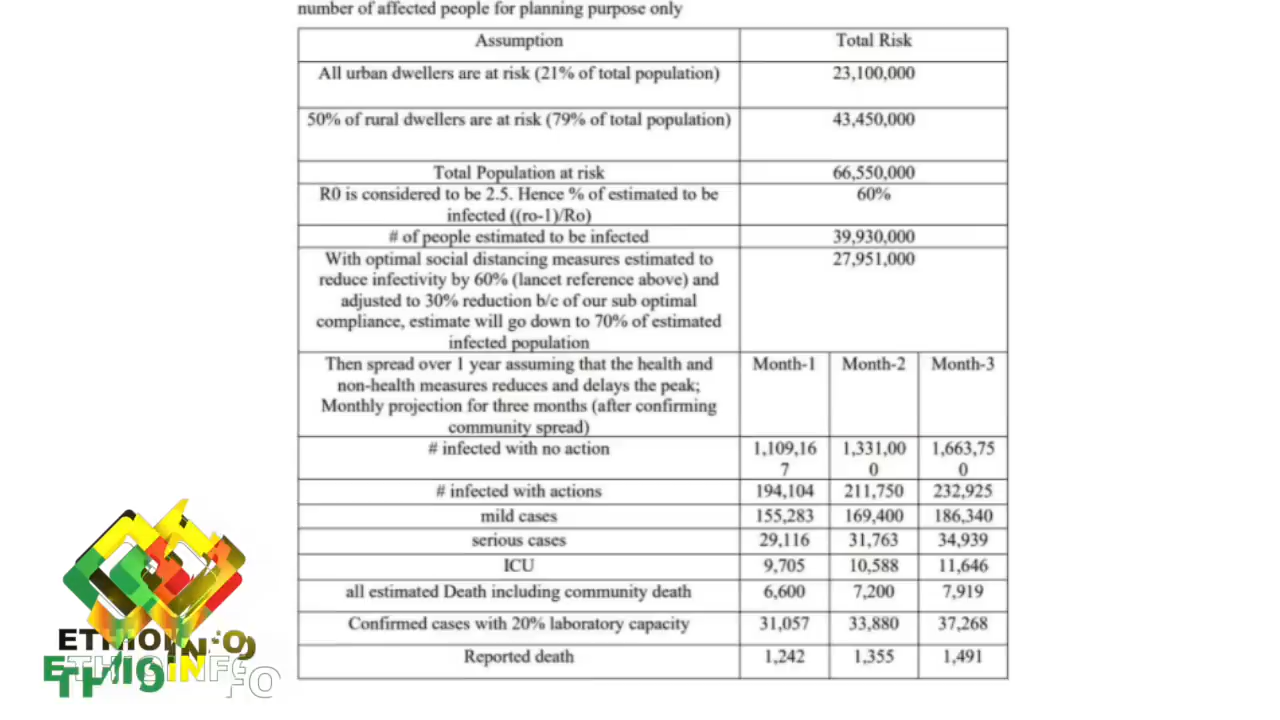 number of affected people for planning purpose only
Assumption Total Risk
All urban dwellers are at risk (21% of total population) 23,100,000
50% of rural dwellers are at risk (79% of total population) 43,450,000
Total Population at risk 66,550,000
R0 is considered to be 2.5. Hence % of estimated to be 60%
infected ((ro-1)/Ro)
# of people estimated to be infected 39,930,000
With optimal social distancing measures estimated to 27,951,000
reduce infectivity by 60% (lancet reference above) and
adjusted to 30% reduction b/c of our sub optimal
compliance, estimate will go down to 70% of estimated
infected population
Then spread over 1 year assuming that the health and Month-1 Month-2 Month-3
non-health measures reduces and delays the peak;
Monthly projection for three months (after confirming
community spread)
# infected with no action 1,109,16 1,331,00 1,663,75
7 0 0
# infected with actions 194,104 211,750 232,925
mild cases 155,283 169,400 186,340
serious cases 29,116 31,763 34,939
ICU 9,705 10,588 11,646
all estimated Death including community death 6,600 7,200 7,919
Confirmed cases with 20% laboratory capacity 31,057 33,880 37,268
Reported death 1,242 1,355 1,491